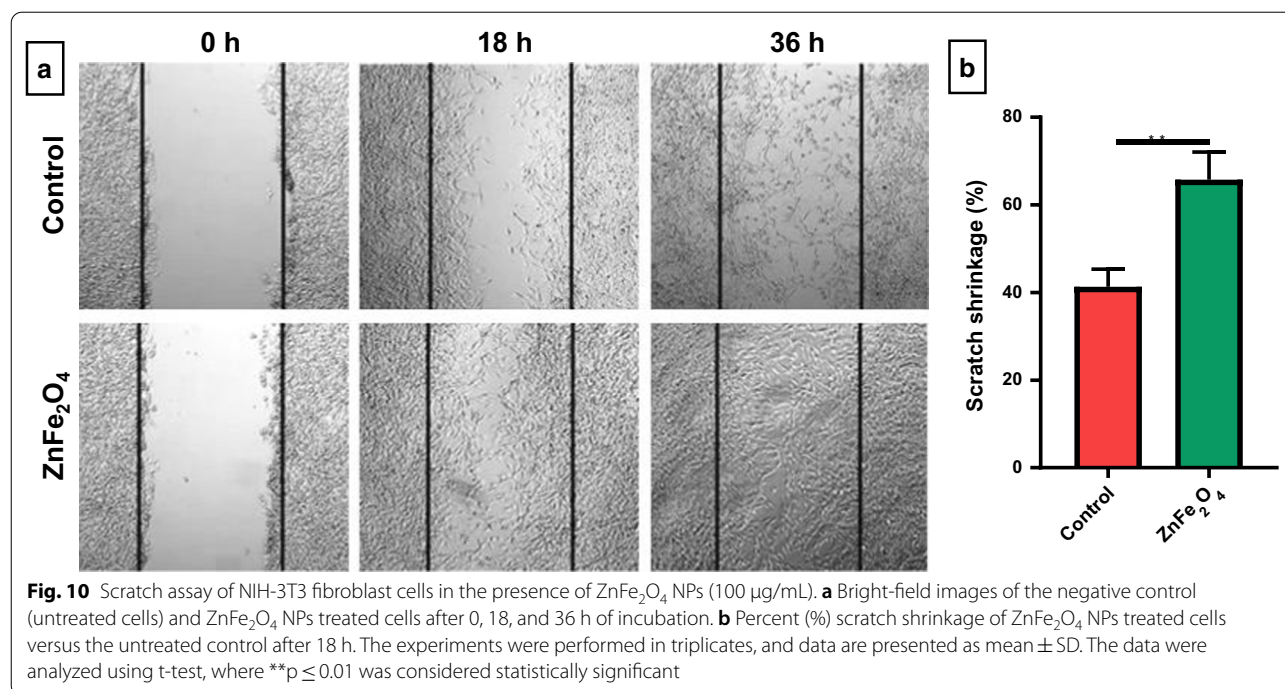 0 h
18 h
36 h
a
Control
ZnFe₂O₄
b
80
60
40
20
0
Scratch shrinkage (%)
**
Control
ZnFe₂O₄
Fig. 10 Scratch assay of NIH-3T3 fibroblast cells in the presence of ZnFe₂O₄ NPs (100 μg/mL). a Bright-field images of the negative control
(untreated cells) and ZnFe₂O₄ NPs treated cells after 0, 18, and 36 h of incubation. b Percent (%) scratch shrinkage of ZnFe₂O₄ NPs treated cells
versus the untreated control after 18 h. The experiments were performed in triplicates, and data are presented as mean ± SD. The data were
analyzed using t-test, where **p ≤ 0.01 was considered statistically significant